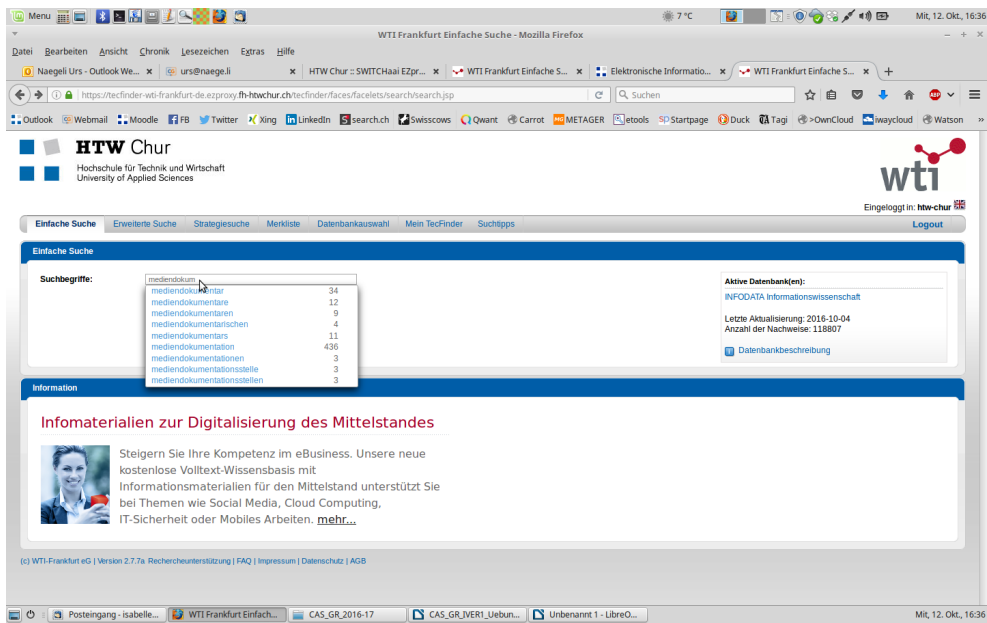 Menu 7 °C Mit, 12. Okt., 16:36
WTI Frankfurt Einfache Suche - Mozilla Firefox
Datei Bearbeiten Ansicht Chronik Lesezeichen Extras Hilfe
Naegeli Urs - Outlook We... urs@naege.li HTW Chur :: SWITCHaai EZpr... WTI Frankfurt Einfache S... Elektronische Informatio... WTI Frankfurt Einfache S...
https://tecfinder-wti-frankfurt-de.ezproxy.fh-htwchur.ch/tecfinder/faces/facelets/search/search.jsp Suchen ABP
Outlook Webmail Moodle FB Twitter Xing LinkedIn search.ch Swisscows Qwant Carrot METAGER etools Startpage Duck Tagi >OwnCloud iwaycloud Watson »
HTW Chur
Hochschule für Technik und Wirtschaft
University of Applied Sciences
wti
Eingeloggt in: htw-chur
Einfache Suche Erweiterte Suche Strategiesuche Merkliste Datenbankauswahl Mein TecFinder Suchtipps Logout
Einfache Suche
Suchbegriffe: mediendokum
mediendokumentar 34
mediendokumentare 12
mediendokumentaren 9
mediendokumentarischen 4
mediendokumentars 11
mediendokumentation 436
mediendokumentationen 3
mediendokumentationsstelle 3
mediendokumentationsstellen 3
Aktive Datenbank(en):
INFODATA Informationswissenschaft
Letzte Aktualisierung: 2016-10-04
Anzahl der Nachweise: 118807
Datenbankbeschreibung
Information
Infomaterialien zur Digitalisierung des Mittelstandes
Steigern Sie Ihre Kompetenz im eBusiness. Unsere neue
kostenlose Volltext-Wissensbasis mit
Informationsmaterialien für den Mittelstand unterstützt Sie
bei Themen wie Social Media, Cloud Computing,
IT-Sicherheit oder Mobiles Arbeiten. mehr...
(c) WTI-Frankfurt eG | Version 2.7.7a Rechercheunterstützung | FAQ | Impressum | Datenschutz | AGB
Posteingang - isabelle... WTI Frankfurt Einfach... CAS_GR_2016-17 CAS_GR_IVER1_Uebun... Unbenannt 1 - LibreO... Mit, 12. Okt., 16:36